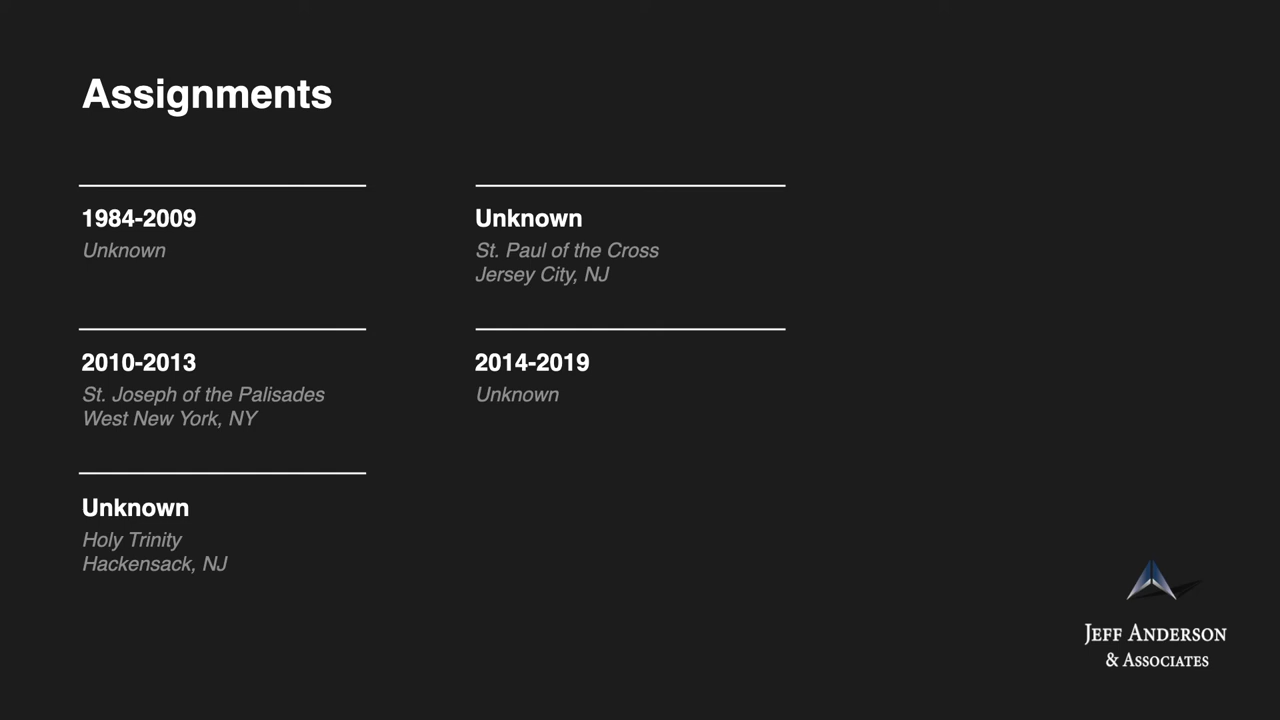 Assignments
1984-2009
Unknown
Unknown
St. Paul of the Cross
Jersey City, NJ
2010-2013
St. Joseph of the Palisades
West New York, NY
2014-2019
Unknown
Unknown
Holy Trinity
Hackensack, NJ
JEFF ANDERSON
& ASSOCIATES